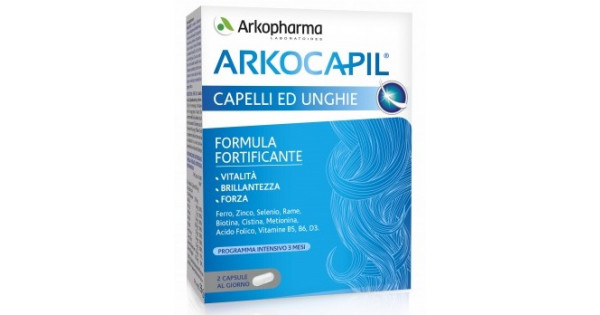 Arkopharma
LABORATOIRES
ARKOCAPIL®
CAPELLI ED UNGHIE
FORMULA
FORTIFICANTE
VITALITÀ
BRILLANTEZZA
FORZA
Ferro, Zinco, Selenio, Rame,
Biotina, Cistina, Metionina,
Acido Folico, Vitamine B5, B6, D3.
PROGRAMMA INTENSIVO 3 MESI
2 CAPSULE
AL GIORNO